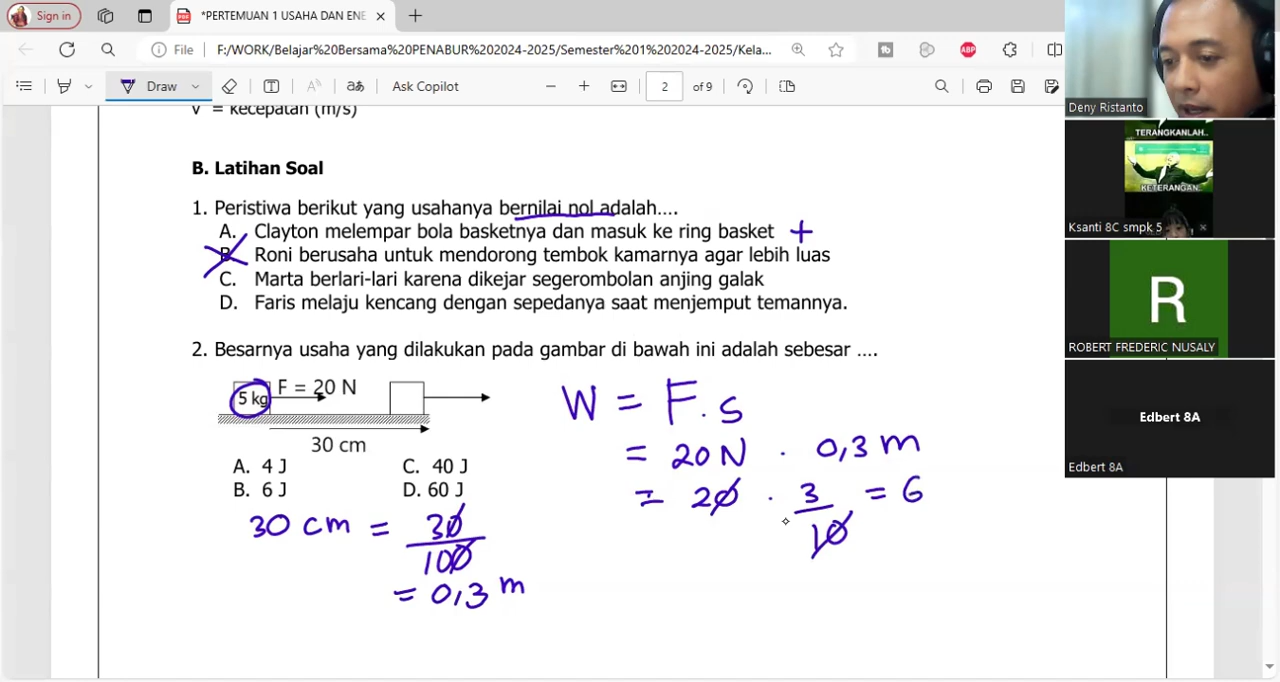 Sign in
*PERTEMUAN 1 USAHA DAN ENE
File
F:/WORK/Belajar%20Bersama%20PENABUR%202024-2025/Semester%201%202024-2025/Kela...
ABP
Draw
aあ
Ask Copilot
2
of 9
v = kecepatan (m/s)
B. Latihan Soal
1. Peristiwa berikut yang usahanya bernilai nol adalah....
A. Clayton melempar bola basketnya dan masuk ke ring basket +
B. Roni berusaha untuk mendorong tembok kamarnya agar lebih luas
C. Marta berlari-lari karena dikejar segerombolan anjing galak
D. Faris melaju kencang dengan sepedanya saat menjemput temannya.
2. Besarnya usaha yang dilakukan pada gambar di bawah ini adalah sebesar ....
5 kg
F = 20 N
30 cm
A. 4 J
C. 40 J
B. 6 J
D. 60 J
30 cm = 30/100
= 0,3 m
W = F . s
= 20 N . 0,3 m
= 20 . 3/10 = 6
Deny Ristanto
TERANGKANLAH..
KETERANGAN..
Ksanti 8C smpk 5
R
ROBERT FREDERIC NUSALY
Edbert 8A
Edbert 8A